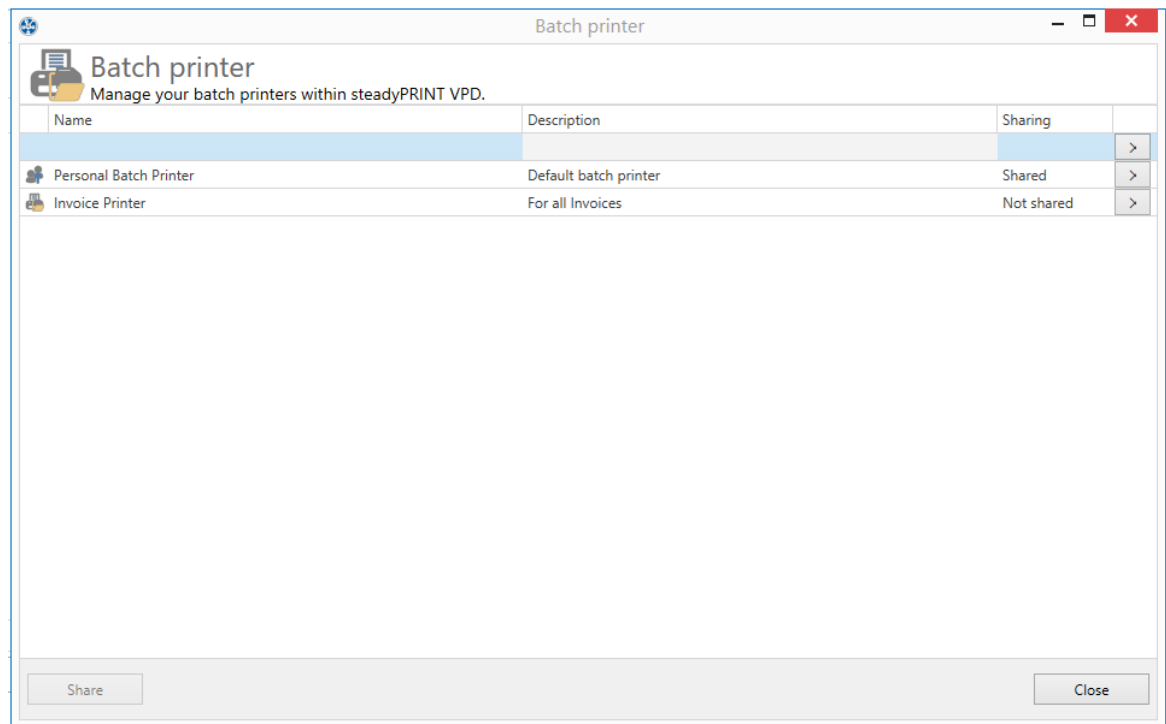 Batch printer
Batch printer
Manage your batch printers within steadyPRINT VPD.
Name Description Sharing
>
Personal Batch Printer Default batch printer Shared >
Invoice Printer For all Invoices Not shared >
Share Close